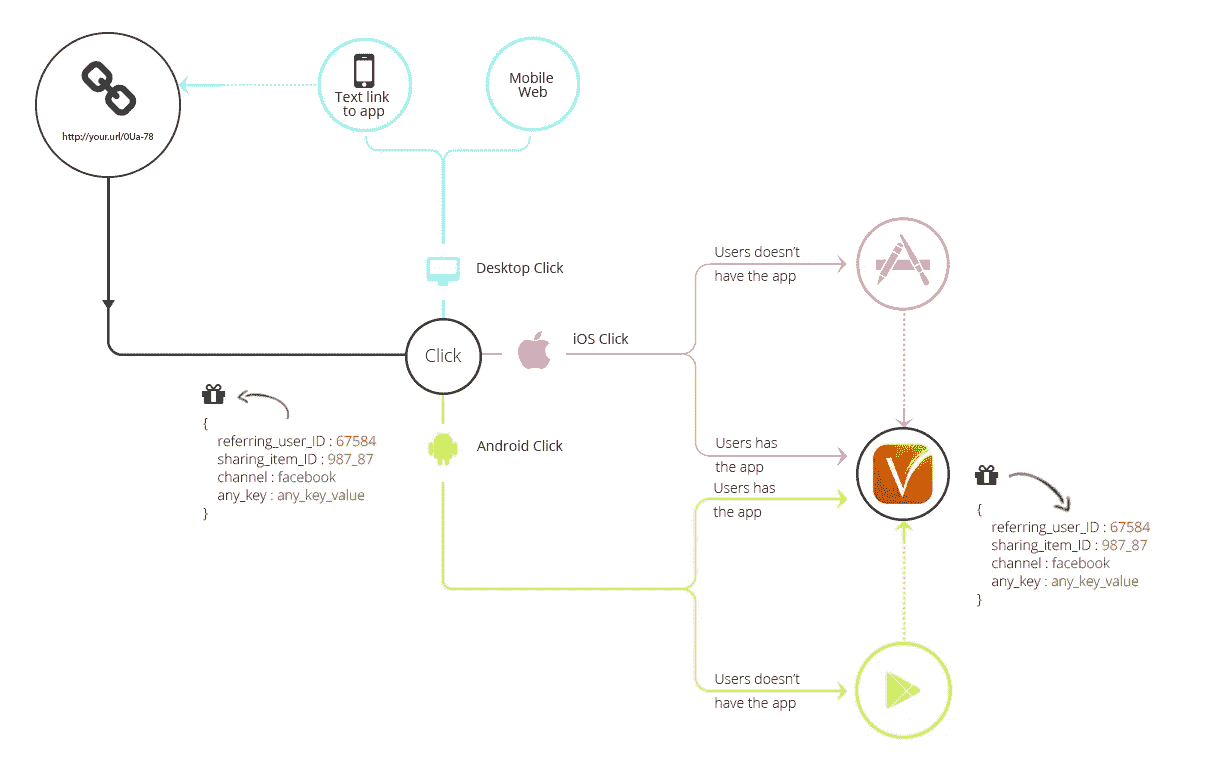 Text link
to app
Mobile
Web
http://your.url/0Ua-78
Desktop Click
Users doesn't
have the app
Click
iOS Click
{
referring_user_ID : 67584
sharing_item_ID : 987_87
channel : facebook
any_key : any_key_value
}
Android Click
Users has
the app
Users has
the app
{
referring_user_ID : 67584
sharing_item_ID : 987_87
channel : facebook
any_key : any_key_value
}
Users doesn't
have the app